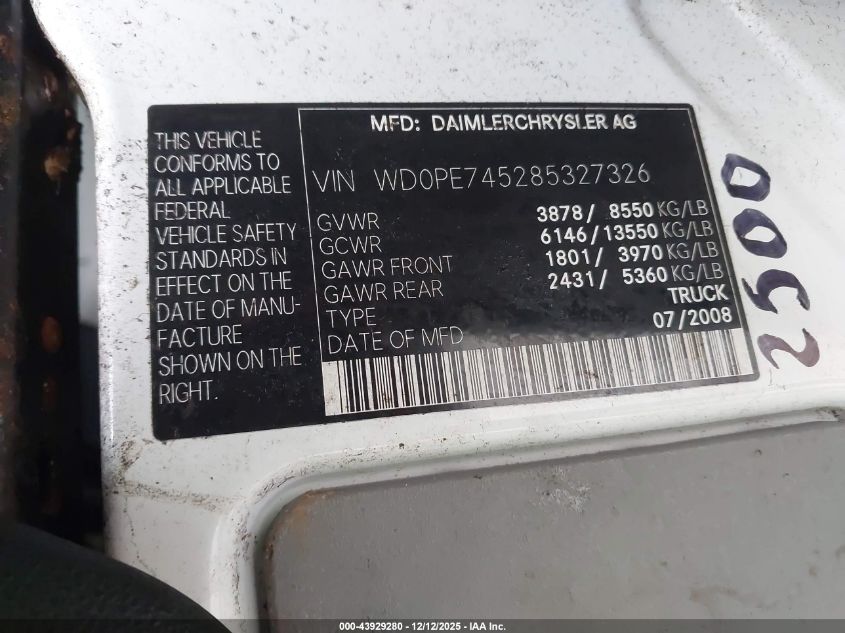 MFD: DAIMLERCHRYSLER AG
THIS VEHICLE
CONFORMS TO
ALL APPLICABLE
FEDERAL
VEHICLE SAFETY
STANDARDS IN
EFFECT ON THE
DATE OF MANU-
FACTURE
SHOWN ON THE
RIGHT.
VIN WD0PE745285327326
GVWR 3878/ 8550 KG/LB
GCWR 6146/13550 KG/LB
GAWR FRONT 1801/ 3970 KG/LB
GAWR REAR 2431/ 5360 KG/LB
TYPE TRUCK
DATE OF MFD 07/2008
2500
000-43929280 - 12/12/2025 - IAA Inc.